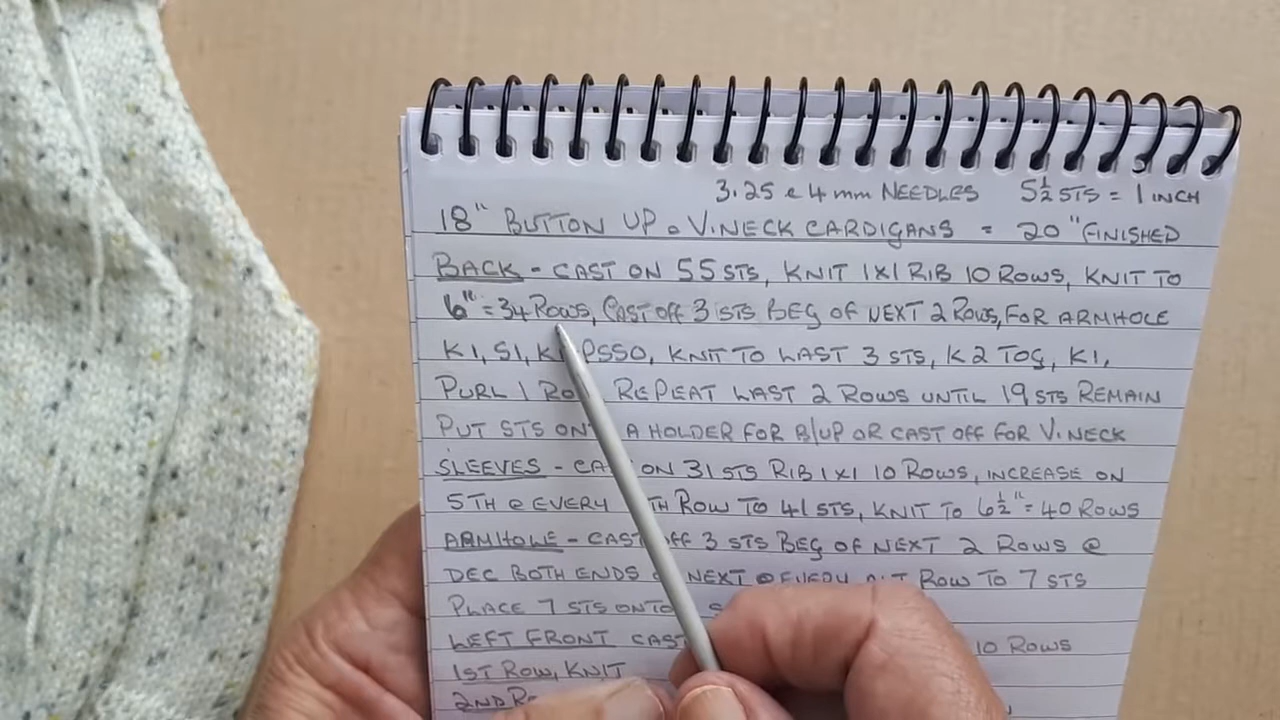 3.25 e 4 mm NEEDLES 5½ STS = 1 INCH
18" BUTTON UP e V.NECK CARDIGANS = 20" FINISHED
BACK - CAST ON 55 STS, KNIT 1X1 RIB 10 ROWS, KNIT TO
6" = 34 ROWS, CAST OFF 3 STS BEG OF NEXT 2 ROWS, FOR ARMHOLE
K1, S1, K1 PSSO, KNIT TO LAST 3 STS, K2 TOG, K1,
PURL 1 REPEAT LAST 2 ROWS UNTIL 19 STS REMAIN
PUT STS A HOLDER FOR B/UP OR CAST OFF FOR V.NECK
SLEEVES - ON 31 STS RIB 1X1 10 ROWS, INCREASE ON
5TH e EVERY ROW TO 41 STS, KNIT TO 6½" = 40 ROWS
ARMHOLE - CAST OFF 3 STS BEG OF NEXT 2 ROWS @
DEC BOTH ENDS NEXT @ EVERY ALT ROW TO 7 STS
PLACE 7 STS ONTO
LEFT FRONT CAST 10 ROWS
1ST ROW, KNIT
2ND